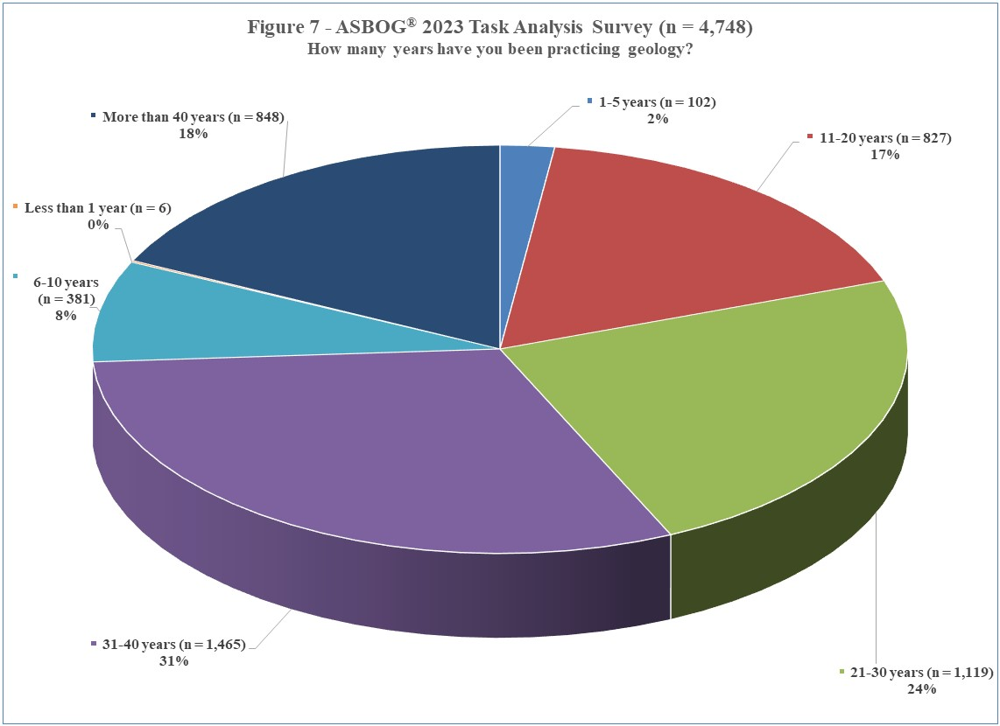 Figure 7 - ASBOG® 2023 Task Analysis Survey (n = 4,748)
How many years have you been practicing geology?
1-5 years (n = 102)
2%
More than 40 years (n = 848)
18%
11-20 years (n = 827)
17%
Less than 1 year (n = 6)
0%
6-10 years
(n = 381)
8%
31-40 years (n = 1,465)
31%
21-30 years (n = 1,119)
24%